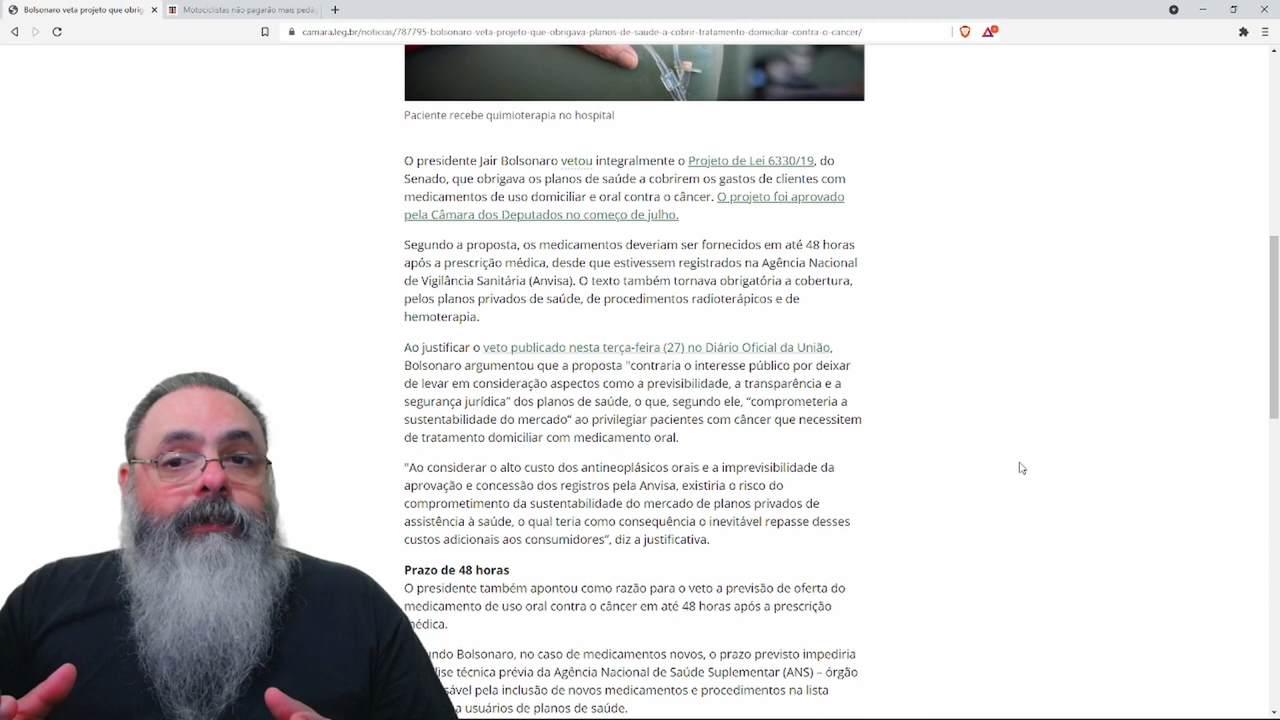 Bolsonaro veta projeto que obrig
Motociclistas não pagarão mais pedág
camara.leg.br/noticias/787795-bolsonaro-veta-projeto-que-obrigava-planos-de-saude-a-cobrir-tratamento-domiciliar-contra-o-cancer/
Paciente recebe quimioterapia no hospital
O presidente Jair Bolsonaro vetou integralmente o Projeto de Lei 6330/19, do
Senado, que obrigava os planos de saúde a cobrirem os gastos de clientes com
medicamentos de uso domiciliar e oral contra o câncer. O projeto foi aprovado
pela Câmara dos Deputados no começo de julho.
Segundo a proposta, os medicamentos deveriam ser fornecidos em até 48 horas
após a prescrição médica, desde que estivessem registrados na Agência Nacional
de Vigilância Sanitária (Anvisa). O texto também tornava obrigatória a cobertura,
pelos planos privados de saúde, de procedimentos radioterápicos e de
hemoterapia.
Ao justificar o veto publicado nesta terça-feira (27) no Diário Oficial da União,
Bolsonaro argumentou que a proposta "contraria o interesse público por deixar
de levar em consideração aspectos como a previsibilidade, a transparência e a
segurança jurídica” dos planos de saúde, o que, segundo ele, “comprometeria a
sustentabilidade do mercado“ ao privilegiar pacientes com câncer que necessitem
de tratamento domiciliar com medicamento oral.
"Ao considerar o alto custo dos antineoplásicos orais e a imprevisibilidade da
aprovação e concessão dos registros pela Anvisa, existiria o risco do
comprometimento da sustentabilidade do mercado de planos privados de
assistência à saúde, o qual teria como consequência o inevitável repasse desses
custos adicionais aos consumidores”, diz a justificativa.
Prazo de 48 horas
O presidente também apontou como razão para o veto a previsão de oferta do
medicamento de uso oral contra o câncer em até 48 horas após a prescrição
médica.
undo Bolsonaro, no caso de medicamentos novos, o prazo previsto impediria
lise técnica prévia da Agência Nacional de Saúde Suplementar (ANS) – órgão
sável pela inclusão de novos medicamentos e procedimentos na lista
a usuários de planos de saúde.